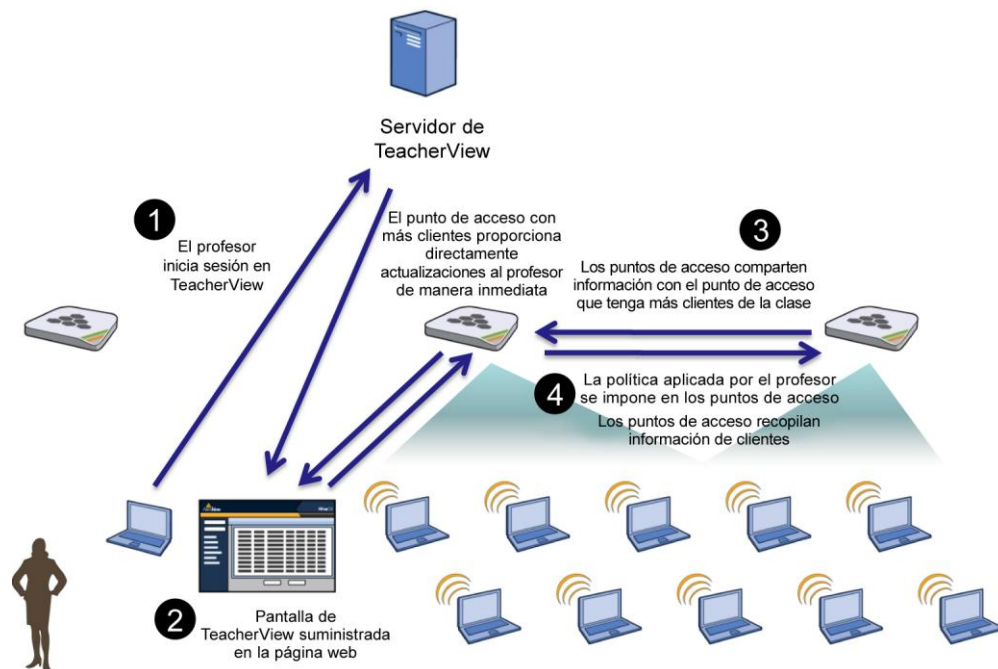 Servidor de
TeacherView
1
El profesor
inicia sesión en
TeacherView
El punto de acceso con
más clientes proporciona
directamente
actualizaciones al profesor
de manera inmediata
3
Los puntos de acceso comparten
información con el punto de acceso
que tenga más clientes de la clase
4
La política aplicada por el profesor
se impone en los puntos de acceso
Los puntos de acceso recopilan
información de clientes
2
Pantalla de
TeacherView suministrada
en la página web